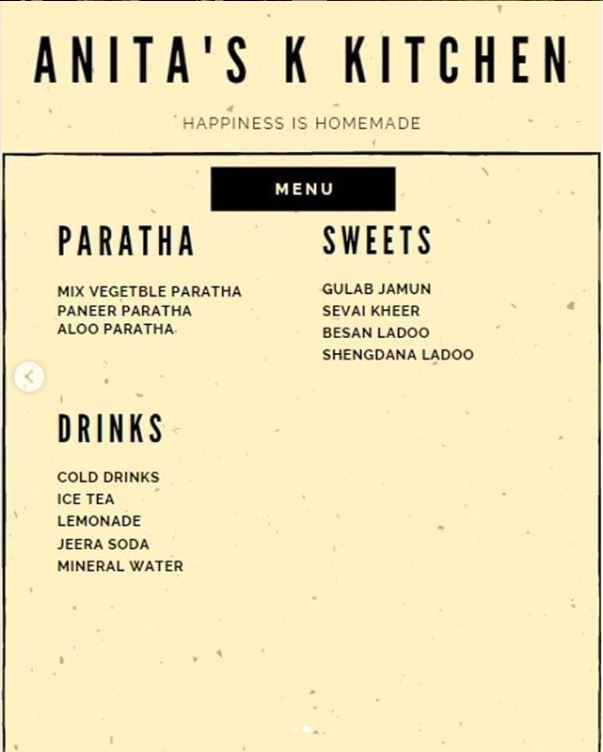 ANITA'S K KITCHEN
HAPPINESS IS HOMEMADE
MENU
PARATHA
MIX VEGETBLE PARATHA
PANEER PARATHA
ALOO PARATHA
SWEETS
GULAB JAMUN
SEVAI KHEER
BESAN LADOO
SHENGDANA LADOO
DRINKS
COLD DRINKS
ICE TEA
LEMONADE
JEERA SODA
MINERAL WATER